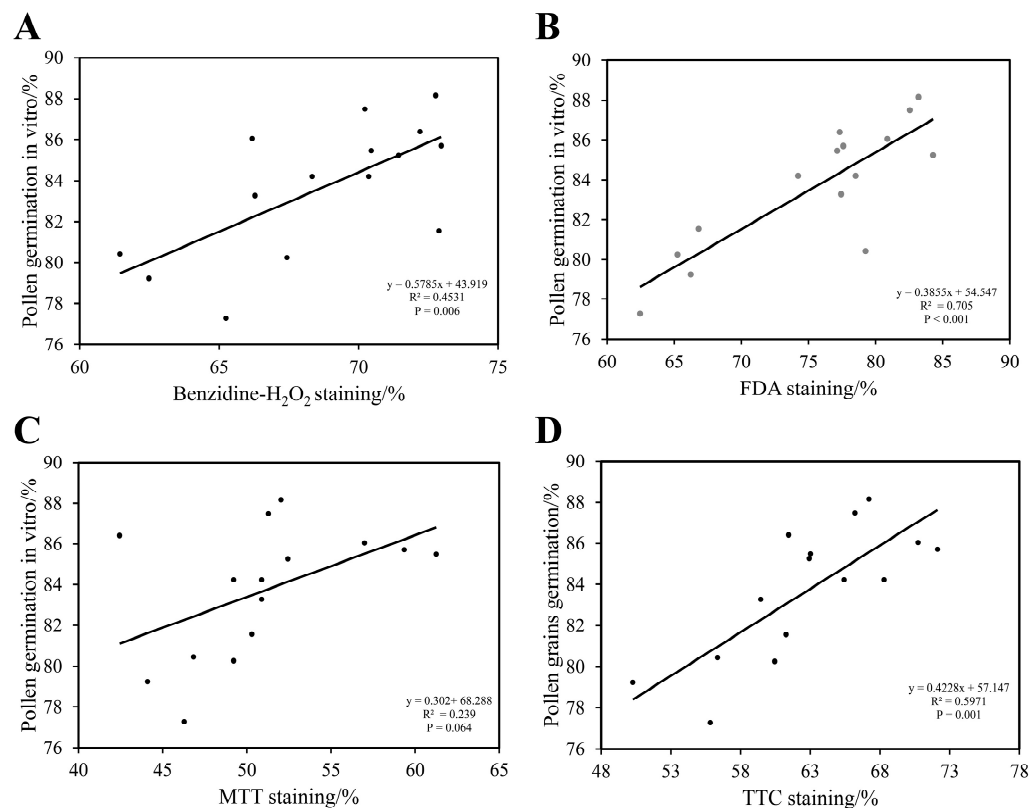 A
90
88
86
84
82
80
78
76
60
65
70
75
Pollen germination in vitro/%
Benzidine-H₂O₂ staining/%
y = 0.5785x + 43.919
R² = 0.4531
P = 0.006
B
90
88
86
84
82
80
78
76
60
65
70
75
80
85
90
Pollen germination in vitro/%
FDA staining/%
y = 0.3855x + 54.547
R² = 0.705
P < 0.001
C
90
88
86
84
82
80
78
76
40
45
50
55
60
65
Pollen germination in vitro/%
MTT staining/%
y = 0.302+ 68.288
R² = 0.239
P = 0.064
D
90
88
86
84
82
80
78
76
48
53
58
63
68
73
78
Pollen grains germination/%
TTC staining/%
y = 0.4228x + 57.147
R² = 0.5971
P = 0.001